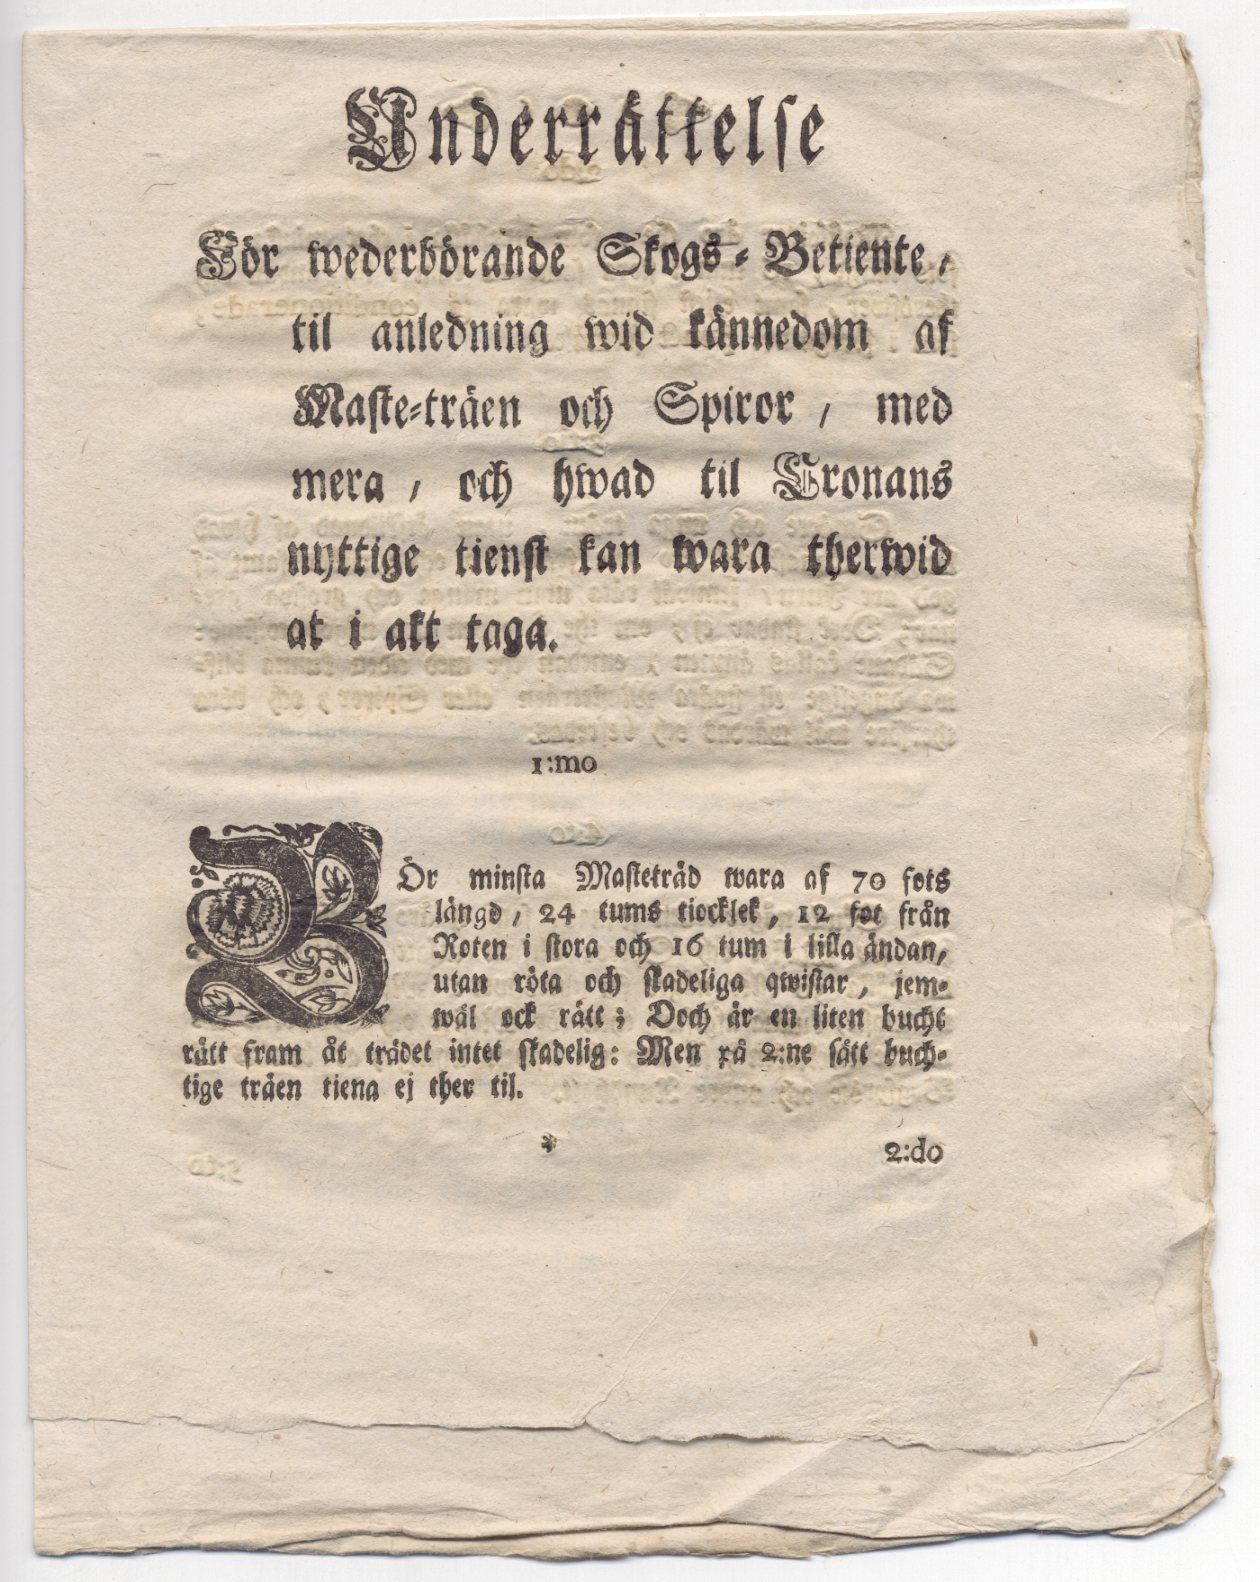 Underrättelse
För wederbörande Skogs-Betiente,
til anledning wid kännedom af
Maste-träen och Spiror, med
mera, och hwad til Cronans
nyttige tienst kan wara therwid
at i akt taga.
1:mo
BÖr minsta Masteträd wara af 70 fots
längd, 24 tums tiocklek, 12 fot från
Roten i stora och 16 tum i lilla ändan,
utan röta och skadeliga qwistar, jem-
wäl ock rätt; Doch är en liten bucht
rätt fram åt trädet intet skadelig: Men på 2:ne sätt buch-
tige träen tiena ej ther til.
* 2:do